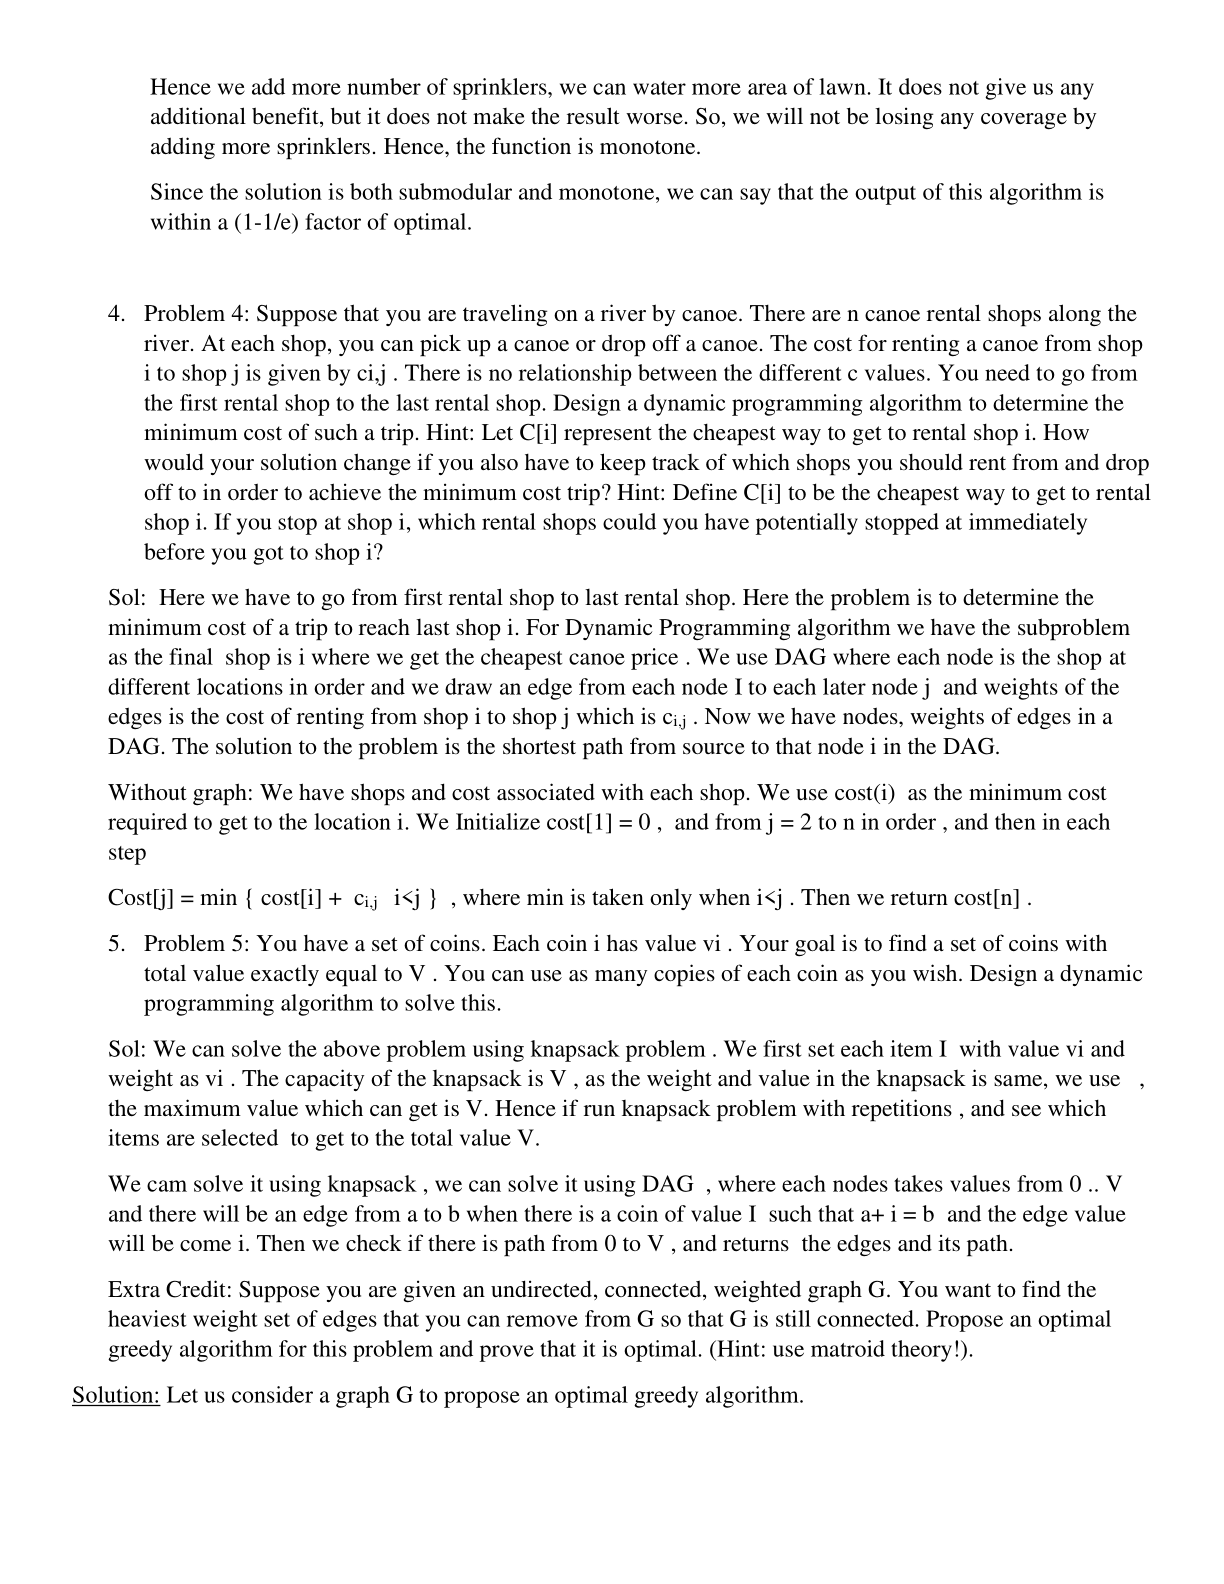 Hence we add more number of sprinklers, we can water more area of lawn. It does not give us any
additional benefit, but it does not make the result worse. So, we will not be losing any coverage by
adding more sprinklers. Hence, the function is monotone.
Since the solution is both submodular and monotone, we can say that the output of this algorithm is
within a (1-1/e) factor of optimal.
4. Problem 4: Suppose that you are traveling on a river by canoe. There are n canoe rental shops along the
river. At each shop, you can pick up a canoe or drop off a canoe. The cost for renting a canoe from shop
i to shop j is given by ci,j . There is no relationship between the different c values. You need to go from
the first rental shop to the last rental shop. Design a dynamic programming algorithm to determine the
minimum cost of such a trip. Hint: Let C[i] represent the cheapest way to get to rental shop i. How
would your solution change if you also have to keep track of which shops you should rent from and drop
off to in order to achieve the minimum cost trip? Hint: Define C[i] to be the cheapest way to get to rental
shop i. If you stop at shop i, which rental shops could you have potentially stopped at immediately
before you got to shop i?
Sol: Here we have to go from first rental shop to last rental shop. Here the problem is to determine the
minimum cost of a trip to reach last shop i. For Dynamic Programming algorithm we have the subproblem
as the final shop is i where we get the cheapest canoe price . We use DAG where each node is the shop at
different locations in order and we draw an edge from each node I to each later node j and weights of the
edges is the cost of renting from shop i to shop j which is ci,j . Now we have nodes, weights of edges in a
DAG. The solution to the problem is the shortest path from source to that node i in the DAG.
Without graph: We have shops and cost associated with each shop. We use cost(i) as the minimum cost
required to get to the location i. We Initialize cost[1] = 0 , and from j = 2 to n in order , and then in each
step
Cost[j] = min { cost[i] + ci,j i<j } , where min is taken only when i<j . Then we return cost[n] .
5. Problem 5: You have a set of coins. Each coin i has value vi . Your goal is to find a set of coins with
total value exactly equal to V . You can use as many copies of each coin as you wish. Design a dynamic
programming algorithm to solve this.
Sol: We can solve the above problem using knapsack problem . We first set each item I with value vi and
weight as vi . The capacity of the knapsack is V , as the weight and value in the knapsack is same, we use ,
the maximum value which can get is V. Hence if run knapsack problem with repetitions , and see which
items are selected to get to the total value V.
We cam solve it using knapsack , we can solve it using DAG , where each nodes takes values from 0 .. V
and there will be an edge from a to b when there is a coin of value I such that a+ i = b and the edge value
will be come i. Then we check if there is path from 0 to V , and returns the edges and its path.
Extra Credit: Suppose you are given an undirected, connected, weighted graph G. You want to find the
heaviest weight set of edges that you can remove from G so that G is still connected. Propose an optimal
greedy algorithm for this problem and prove that it is optimal. (Hint: use matroid theory!).
Solution: Let us consider a graph G to propose an optimal greedy algorithm.